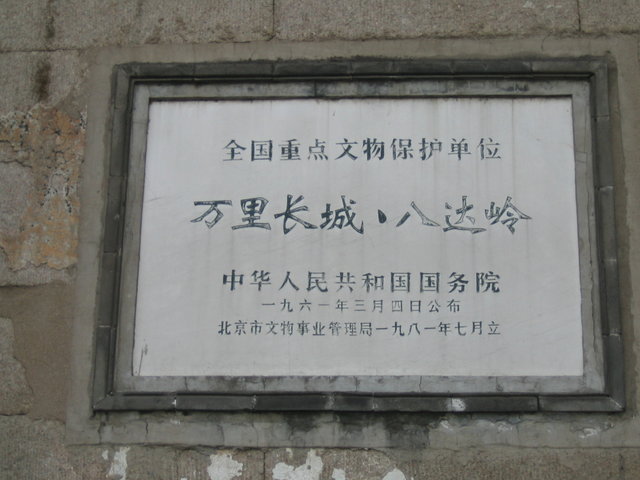 全国重点文物保护单位
万里长城·八达岭
中华人民共和国国务院
一九六一年三月四日公布
北京市文物事业管理局一九八一年七月立